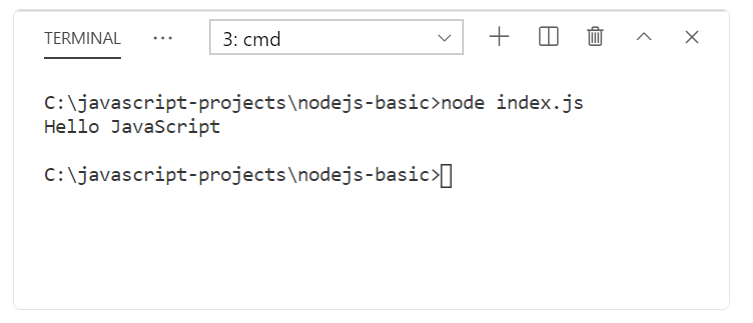 TERMINAL ··· 3: cmd
C:\javascript-projects\nodejs-basic>node index.js
Hello JavaScript
C:\javascript-projects\nodejs-basic>